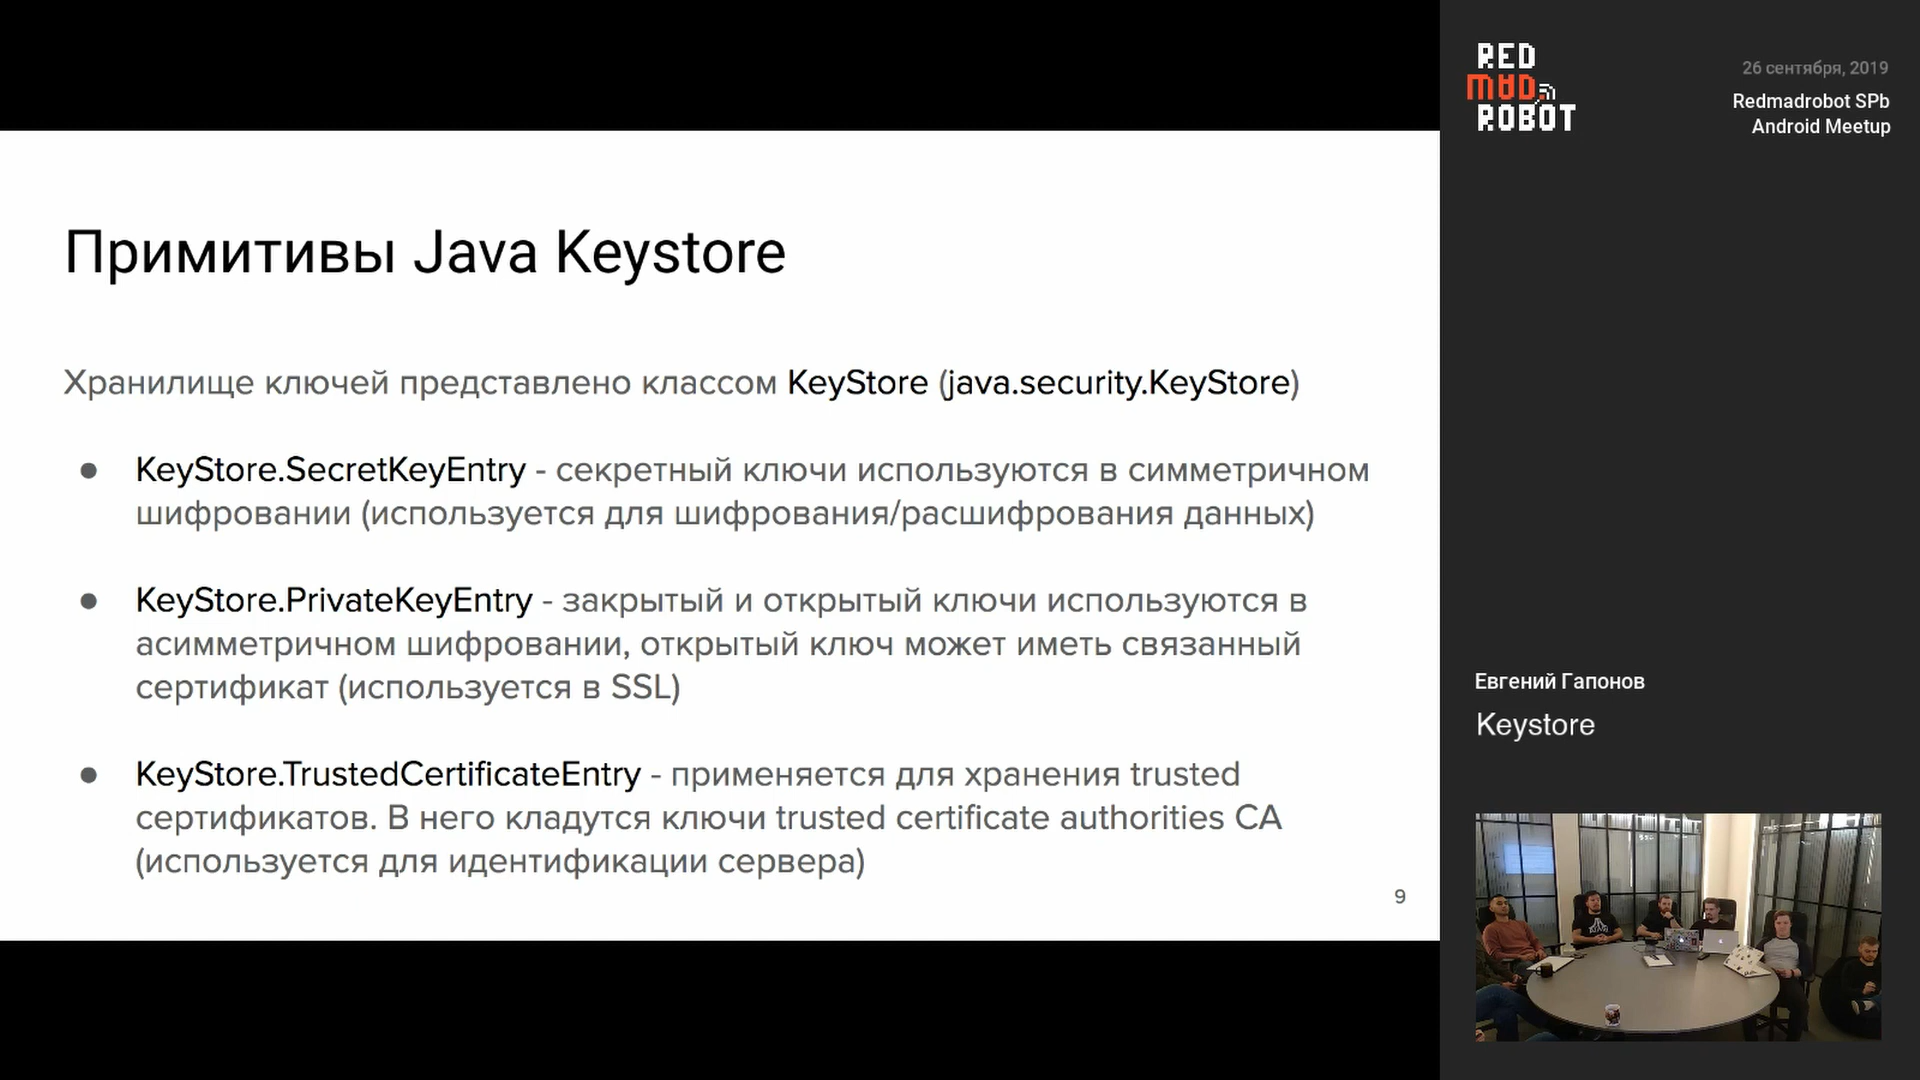 Примитивы Java Keystore
Хранилище ключей представлено классом KeyStore (java.security.KeyStore)
● KeyStore.SecretKeyEntry - секретный ключи используются в симметричном
шифровании (используется для шифрования/расшифрования данных)
● KeyStore.PrivateKeyEntry - закрытый и открытый ключи используются в
асимметричном шифровании, открытый ключ может иметь связанный
сертификат (используется в SSL)
● KeyStore.TrustedCertificateEntry - применяется для хранения trusted
сертификатов. В него кладутся ключи trusted certificate authorities CA
(используется для идентификации сервера)
9
RED
MAD
ROBOT
26 сентября, 2019
Redmadrobot SPb
Android Meetup
Евгений Гапонов
Keystore